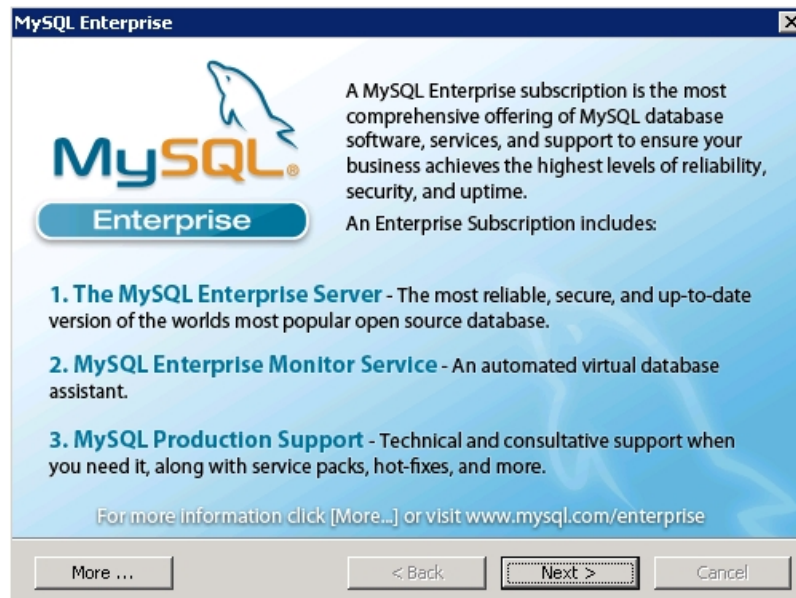 MySQL Enterprise
MySQL®
Enterprise
A MySQL Enterprise subscription is the most
comprehensive offering of MySQL database
software, services, and support to ensure your
business achieves the highest levels of reliability,
security, and uptime.
An Enterprise Subscription includes:
1. The MySQL Enterprise Server - The most reliable, secure, and up-to-date
version of the worlds most popular open source database.
2. MySQL Enterprise Monitor Service - An automated virtual database
assistant.
3. MySQL Production Support - Technical and consultative support when
you need it, along with service packs, hot-fixes, and more.
For more information click [More...] or visit www.mysql.com/enterprise
More ...
< Back
Next >
Cancel